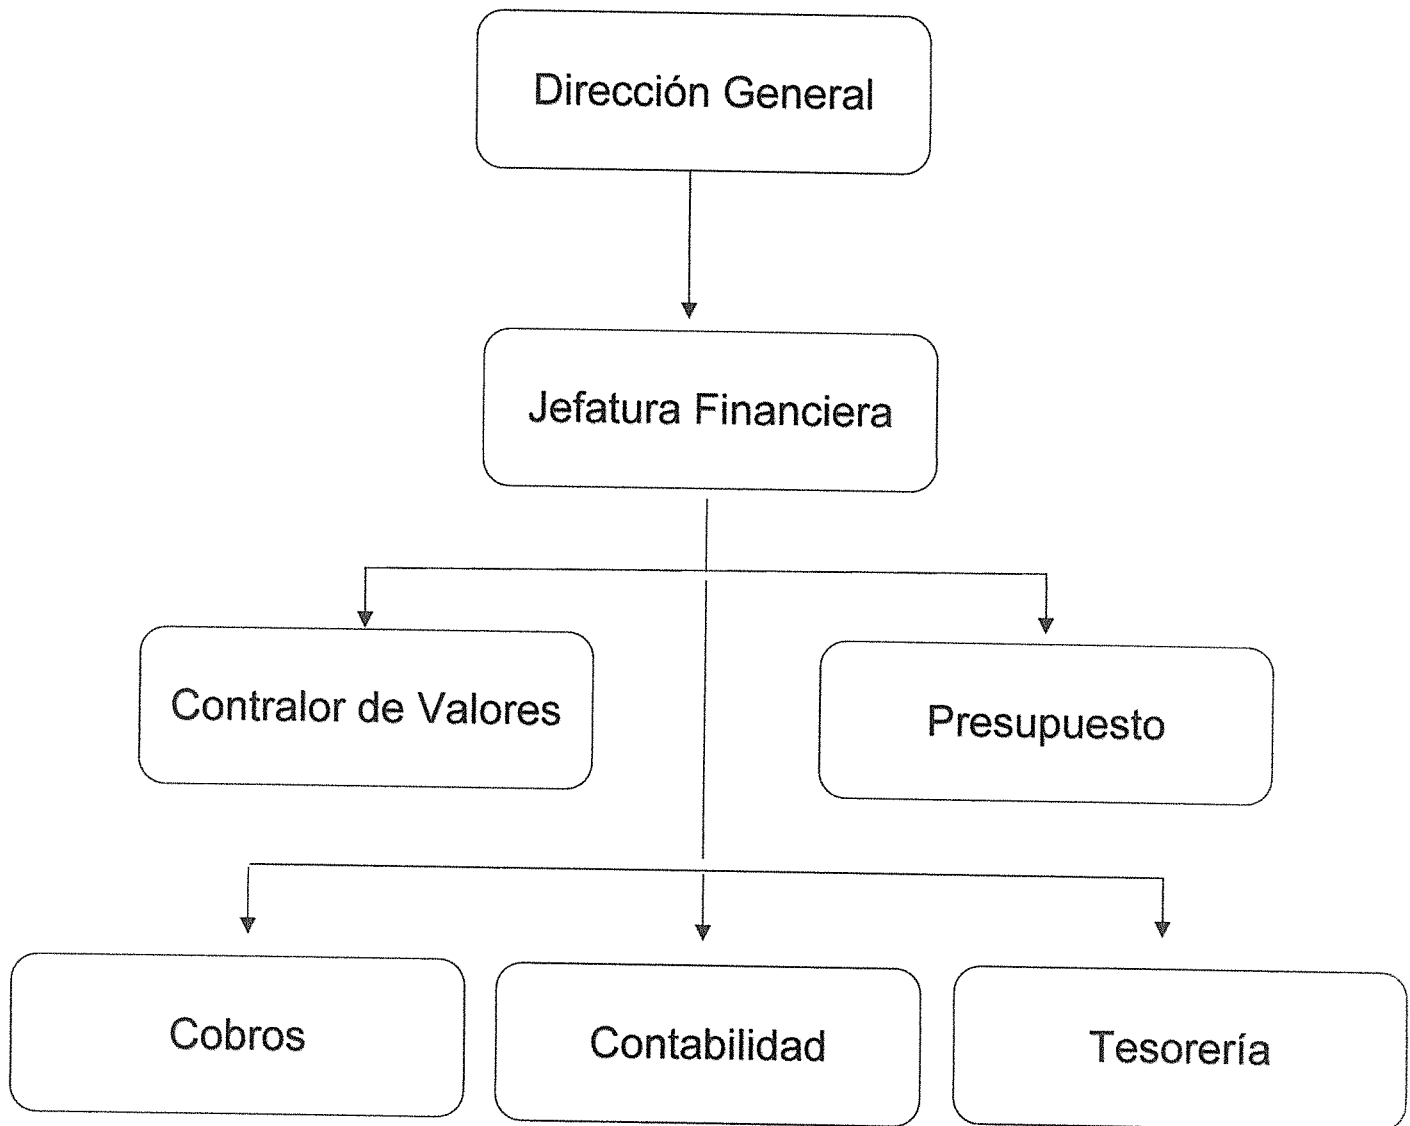 Dirección General
Jefatura Financiera
Contralor de Valores
Presupuesto
Cobros
Contabilidad
Tesorería